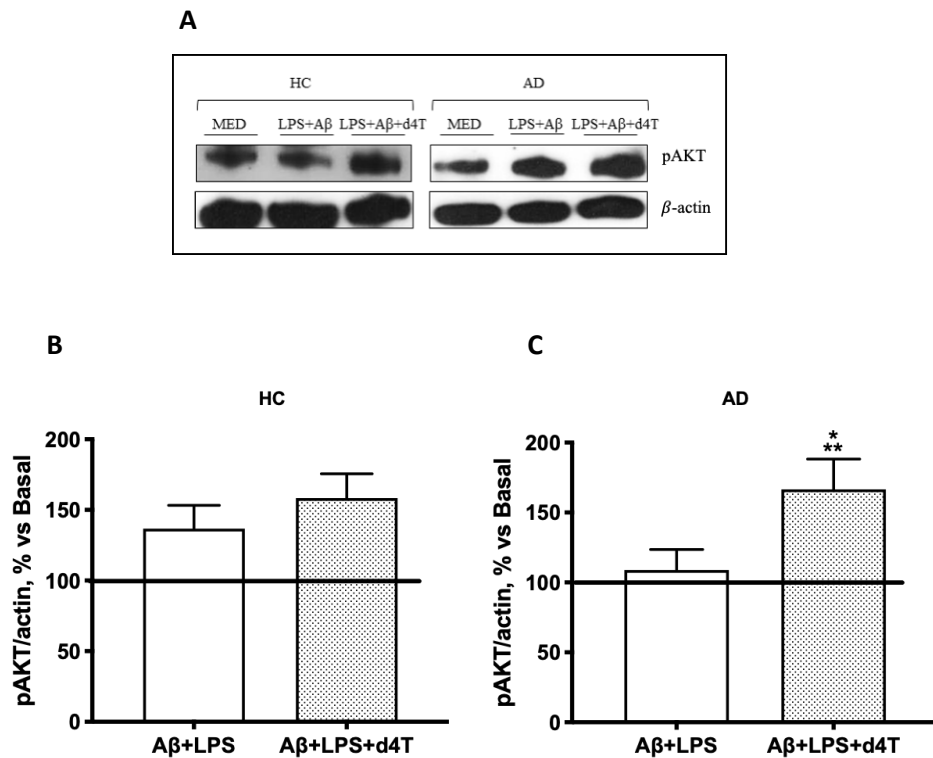 A
HC AD
MED LPS+Aβ LPS+Aβ+d4T MED LPS+Aβ LPS+Aβ+d4T
pAKT
β-actin
B
HC
pAKT/actin, % vs Basal
200
150
100
50
0
Aβ+LPS Aβ+LPS+d4T
C
AD
pAKT/actin, % vs Basal
200
150
100
50
0
*
**
Aβ+LPS Aβ+LPS+d4T